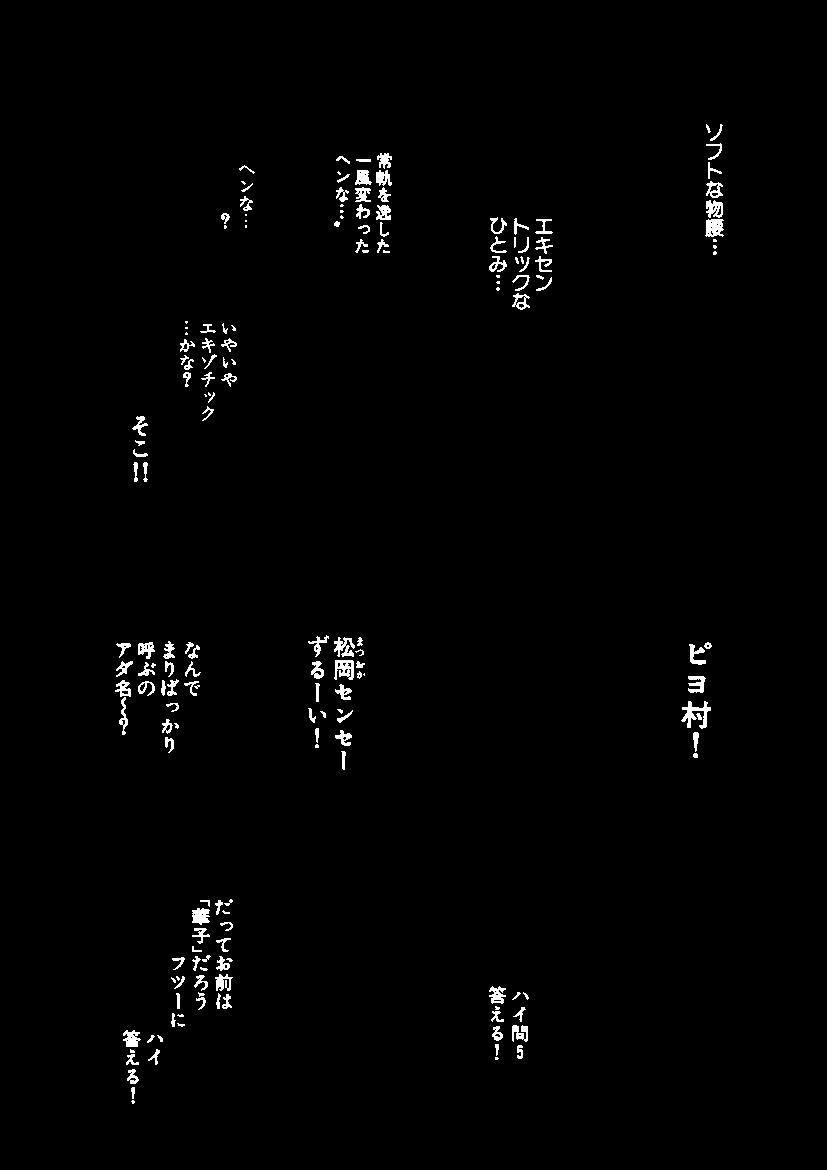 ソフトな物腰…
エキセン
トリックな
ひとみ…
常軌を逸した
一風変わった
ヘンな…。
ヘンな…
?
いやいや
エキゾチック
…かな?
そこ!!
ピヨ村!
松岡センセー
まつおか
ずるーい!
なんで
まりばっかり
呼ぶの
アダ名〜?
ハイ問5
答える!
だってお前は
「華子」だろう
フツーに
ハイ
答える!